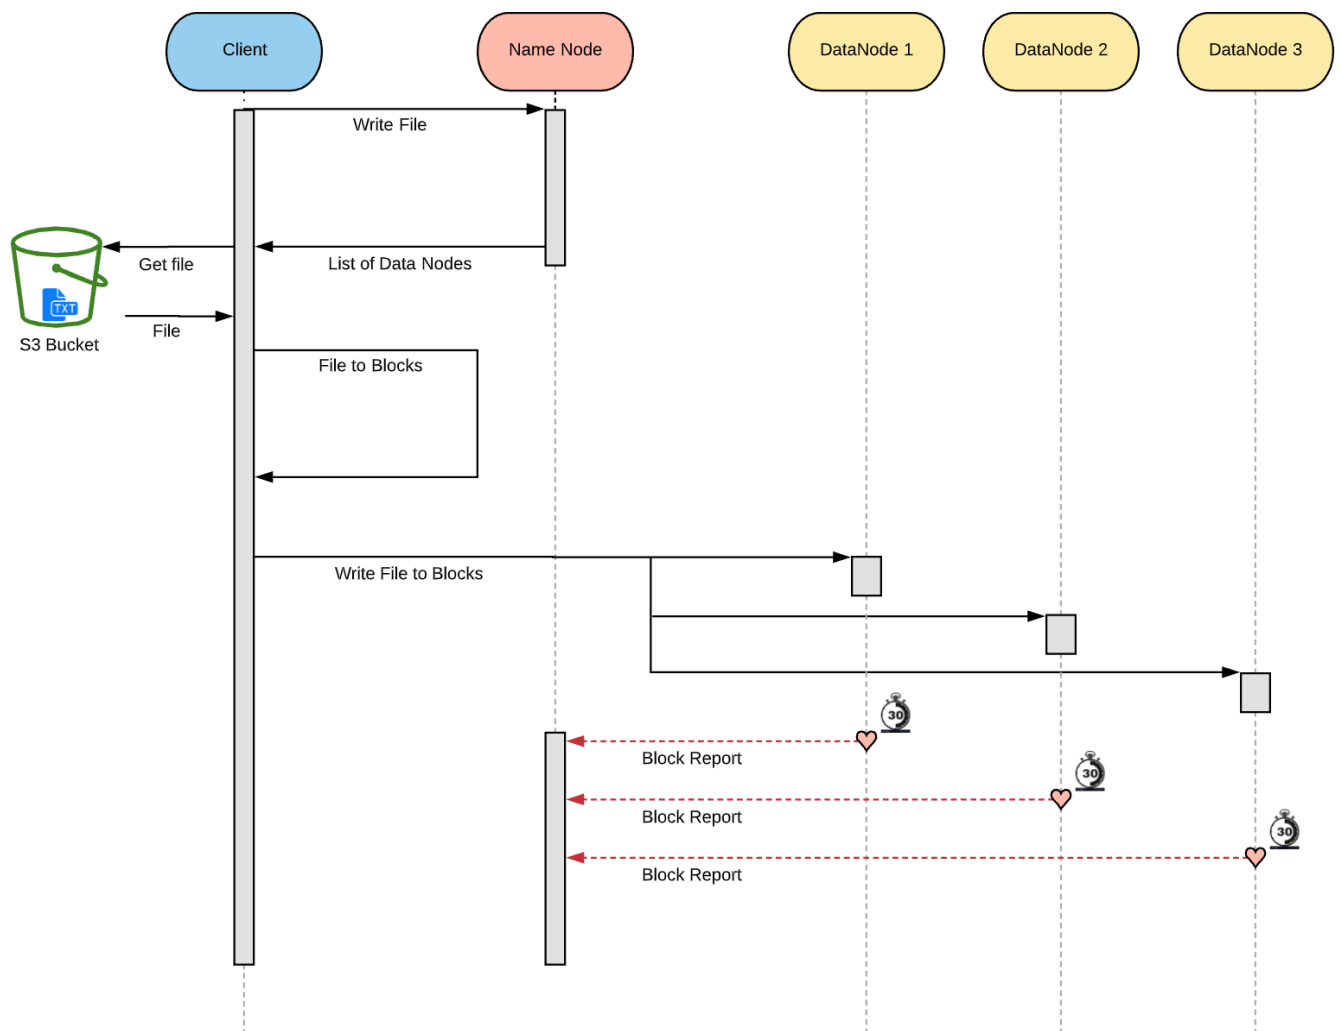 Client
Name Node
DataNode 1
DataNode 2
DataNode 3
Write File
Get file
List of Data Nodes
TXT
File
S3 Bucket
File to Blocks
Write File to Blocks
30
Block Report
30
Block Report
30
Block Report